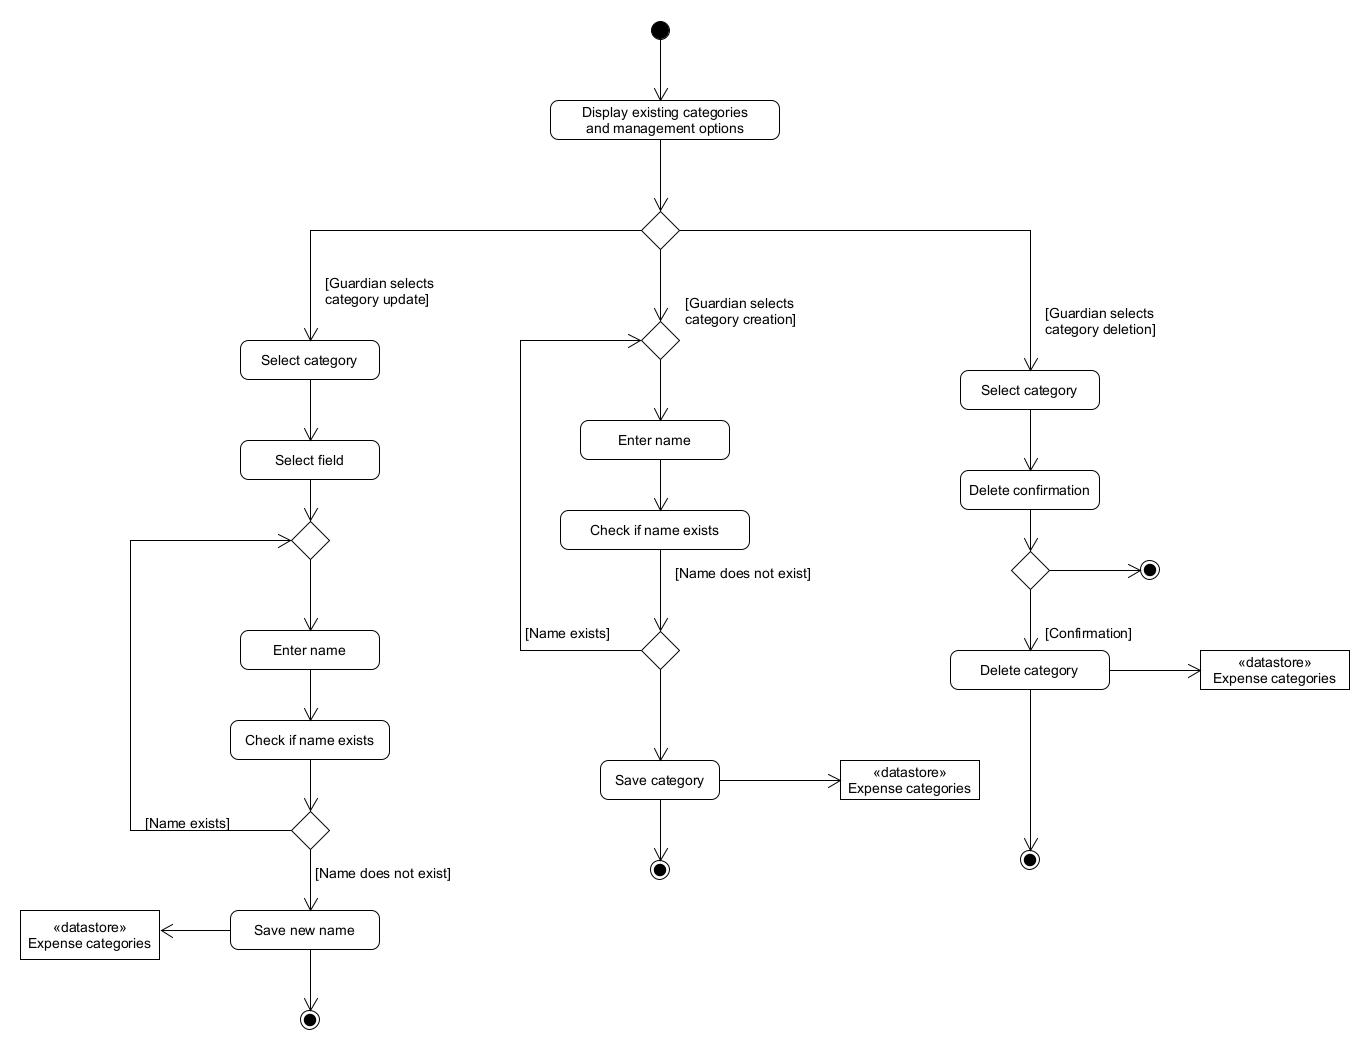 Display existing categories
and management options
[Guardian selects
category update]
[Guardian selects
category creation]
[Guardian selects
category deletion]
Select category
Select field
Enter name
Check if name exists
[Name exists]
[Name does not exist]
Save new name
«datastore»
Expense categories
Enter name
Check if name exists
[Name does not exist]
[Name exists]
Save category
«datastore»
Expense categories
Select category
Delete confirmation
[Confirmation]
Delete category
«datastore»
Expense categories